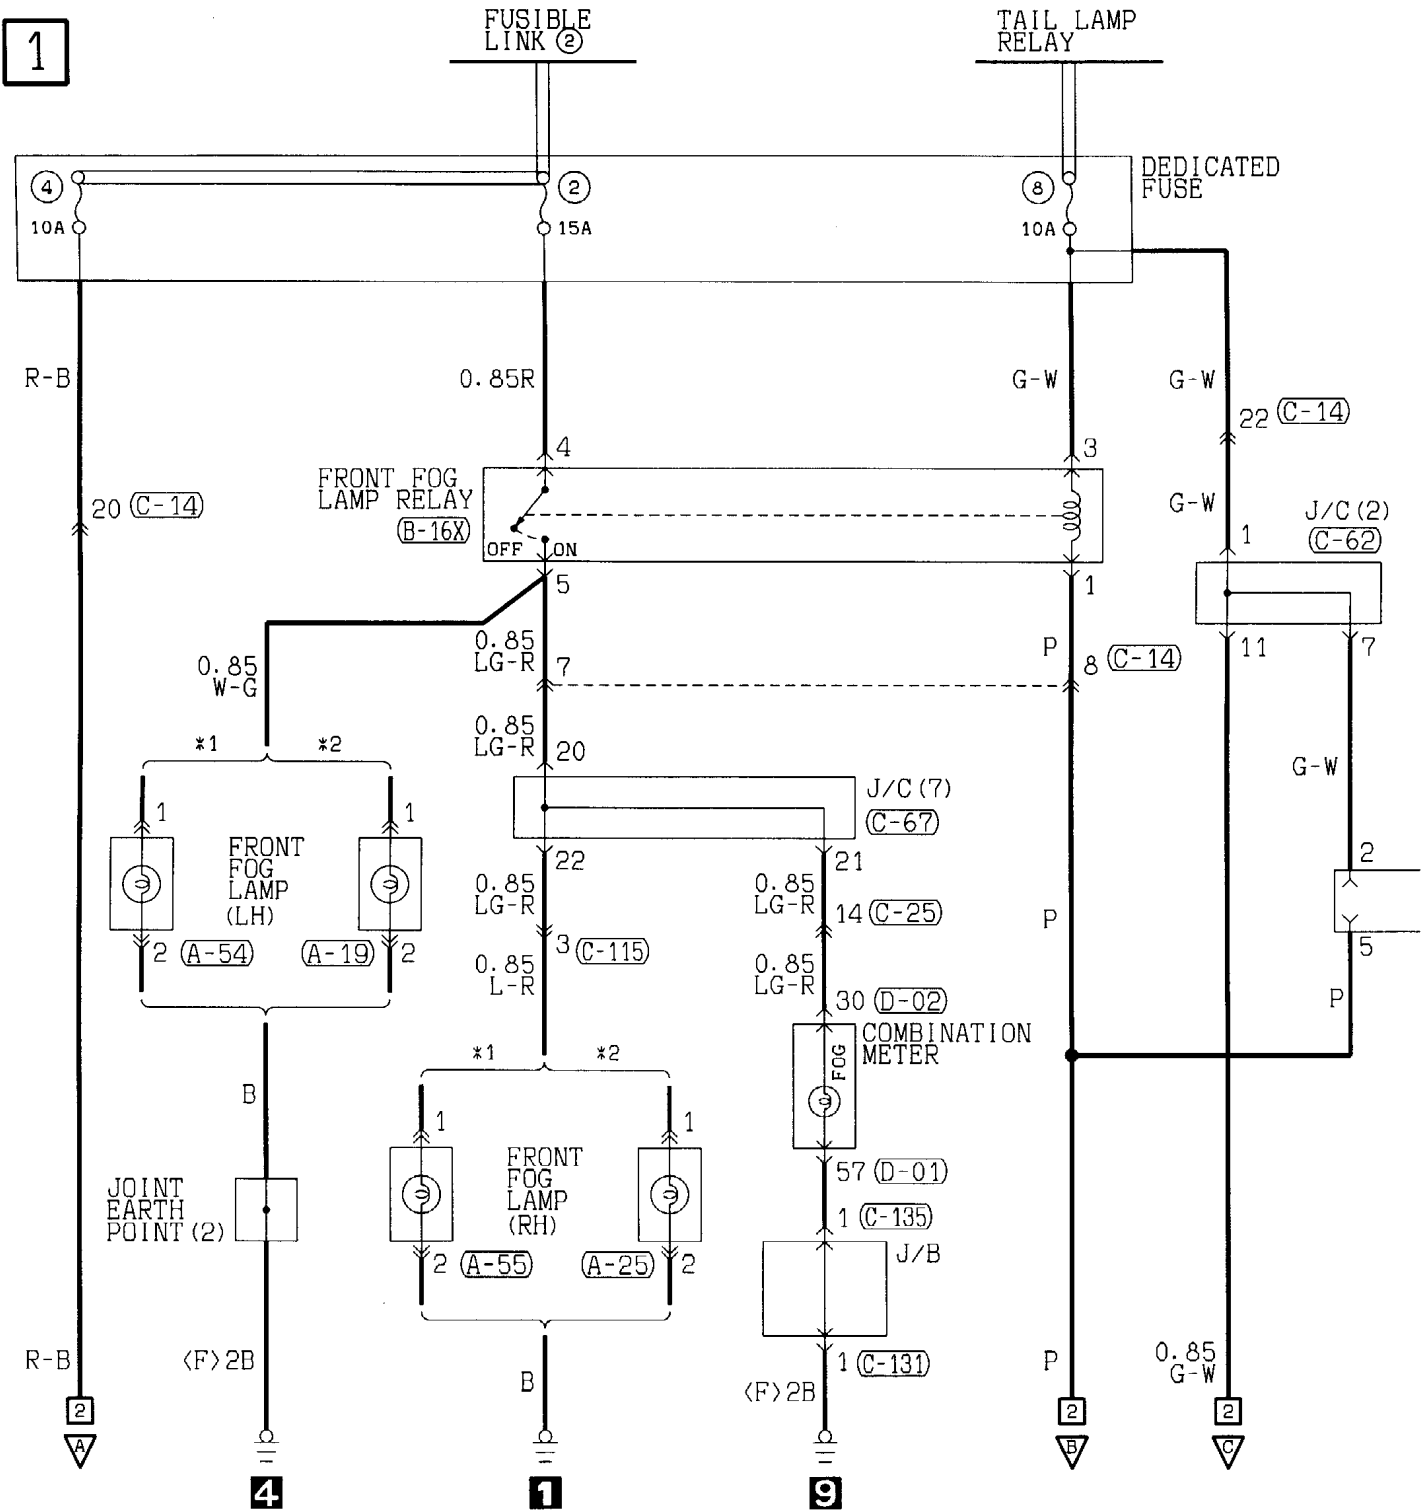 1
FUSIBLE
LINK ②
TAIL LAMP
RELAY
DEDICATED
FUSE
④
②
⑧
10A
15A
10A
R-B
0.85R
G-W
G-W
22 (C-14)
4
3
FRONT FOG
LAMP RELAY
(B-16X)
OFF
ON
20 (C-14)
G-W
J/C(2)
(C-62)
1
5
1
0.85
LG-R
7
P
8 (C-14)
11
7
0.85
W-G
0.85
LG-R
20
*1
*2
G-W
J/C(7)
(C-67)
1
1
FRONT
FOG
LAMP
(LH)
22
21
2
0.85
LG-R
0.85
LG-R
14 (C-25)
P
2 (A-54)
(A-19) 2
3 (C-115)
5
0.85
L-R
0.85
LG-R
30 (D-02)
P
COMBINATION
METER
FOG
*1
*2
B
1
1
FRONT
FOG
LAMP
(RH)
57 (D-01)
JOINT
EARTH
POINT(2)
1 (C-135)
J/B
2 (A-55)
(A-25) 2
R-B
<F>2B
B
1 (C-131)
<F>2B
P
0.85
G-W
2
2
2
A
B
C
4
1
9